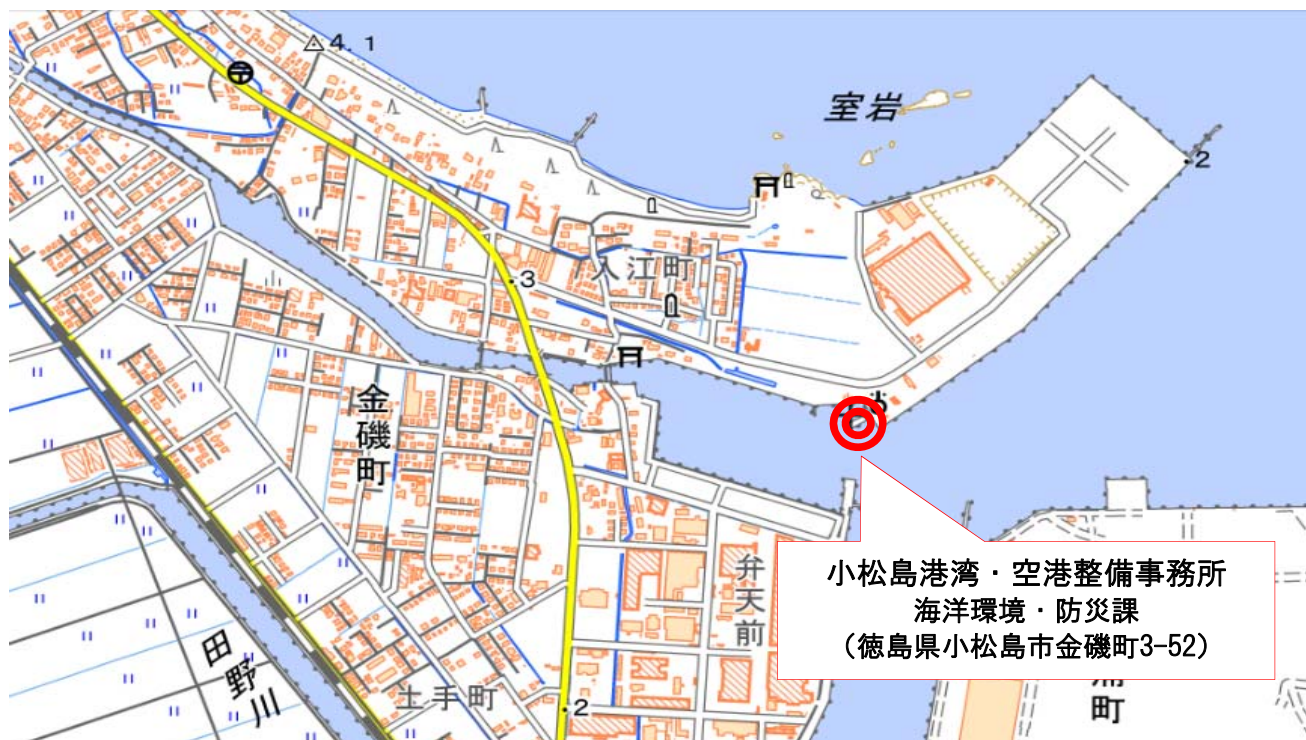 4.1
室岩
2
入江町
3
金磯町
弁天前
小松島港湾・空港整備事務所
海洋環境・防災課
(徳島県小松島市金磯町3-52)
田野川
土手町
2
町